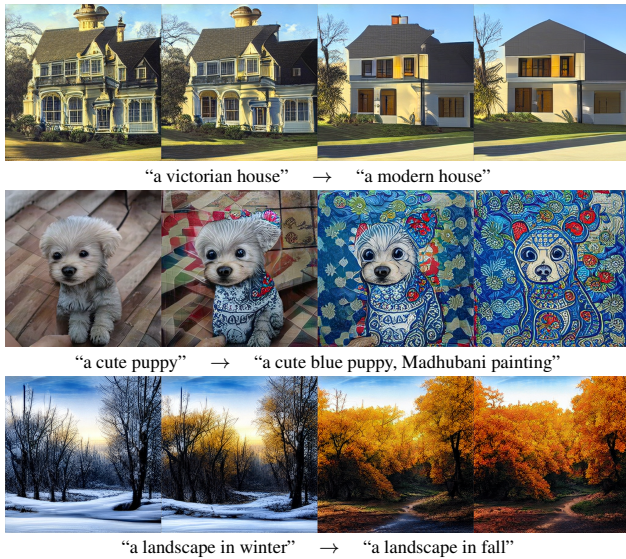 “a victorian house” → “a modern house”
“a cute puppy” → “a cute blue puppy, Madhubani painting”
“a landscape in winter” → “a landscape in fall”